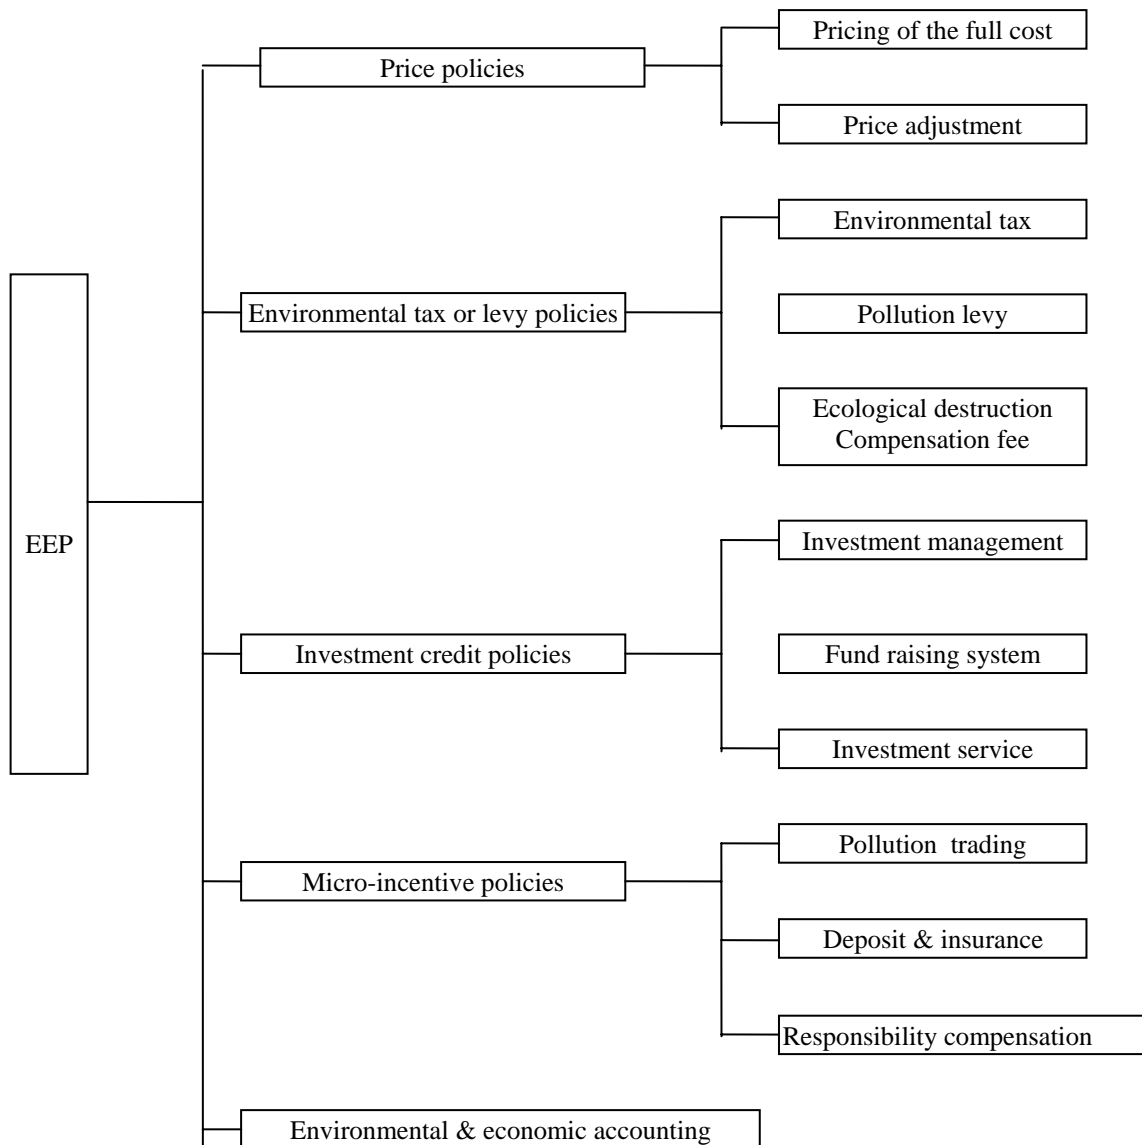 Pricing of the full cost
Price policies
Price adjustment
Environmental tax
Environmental tax or levy policies
Pollution levy
Ecological destruction
Compensation fee
EEP
Investment management
Investment credit policies
Fund raising system
Investment service
Pollution trading
Micro-incentive policies
Deposit & insurance
Responsibility compensation
Environmental & economic accounting